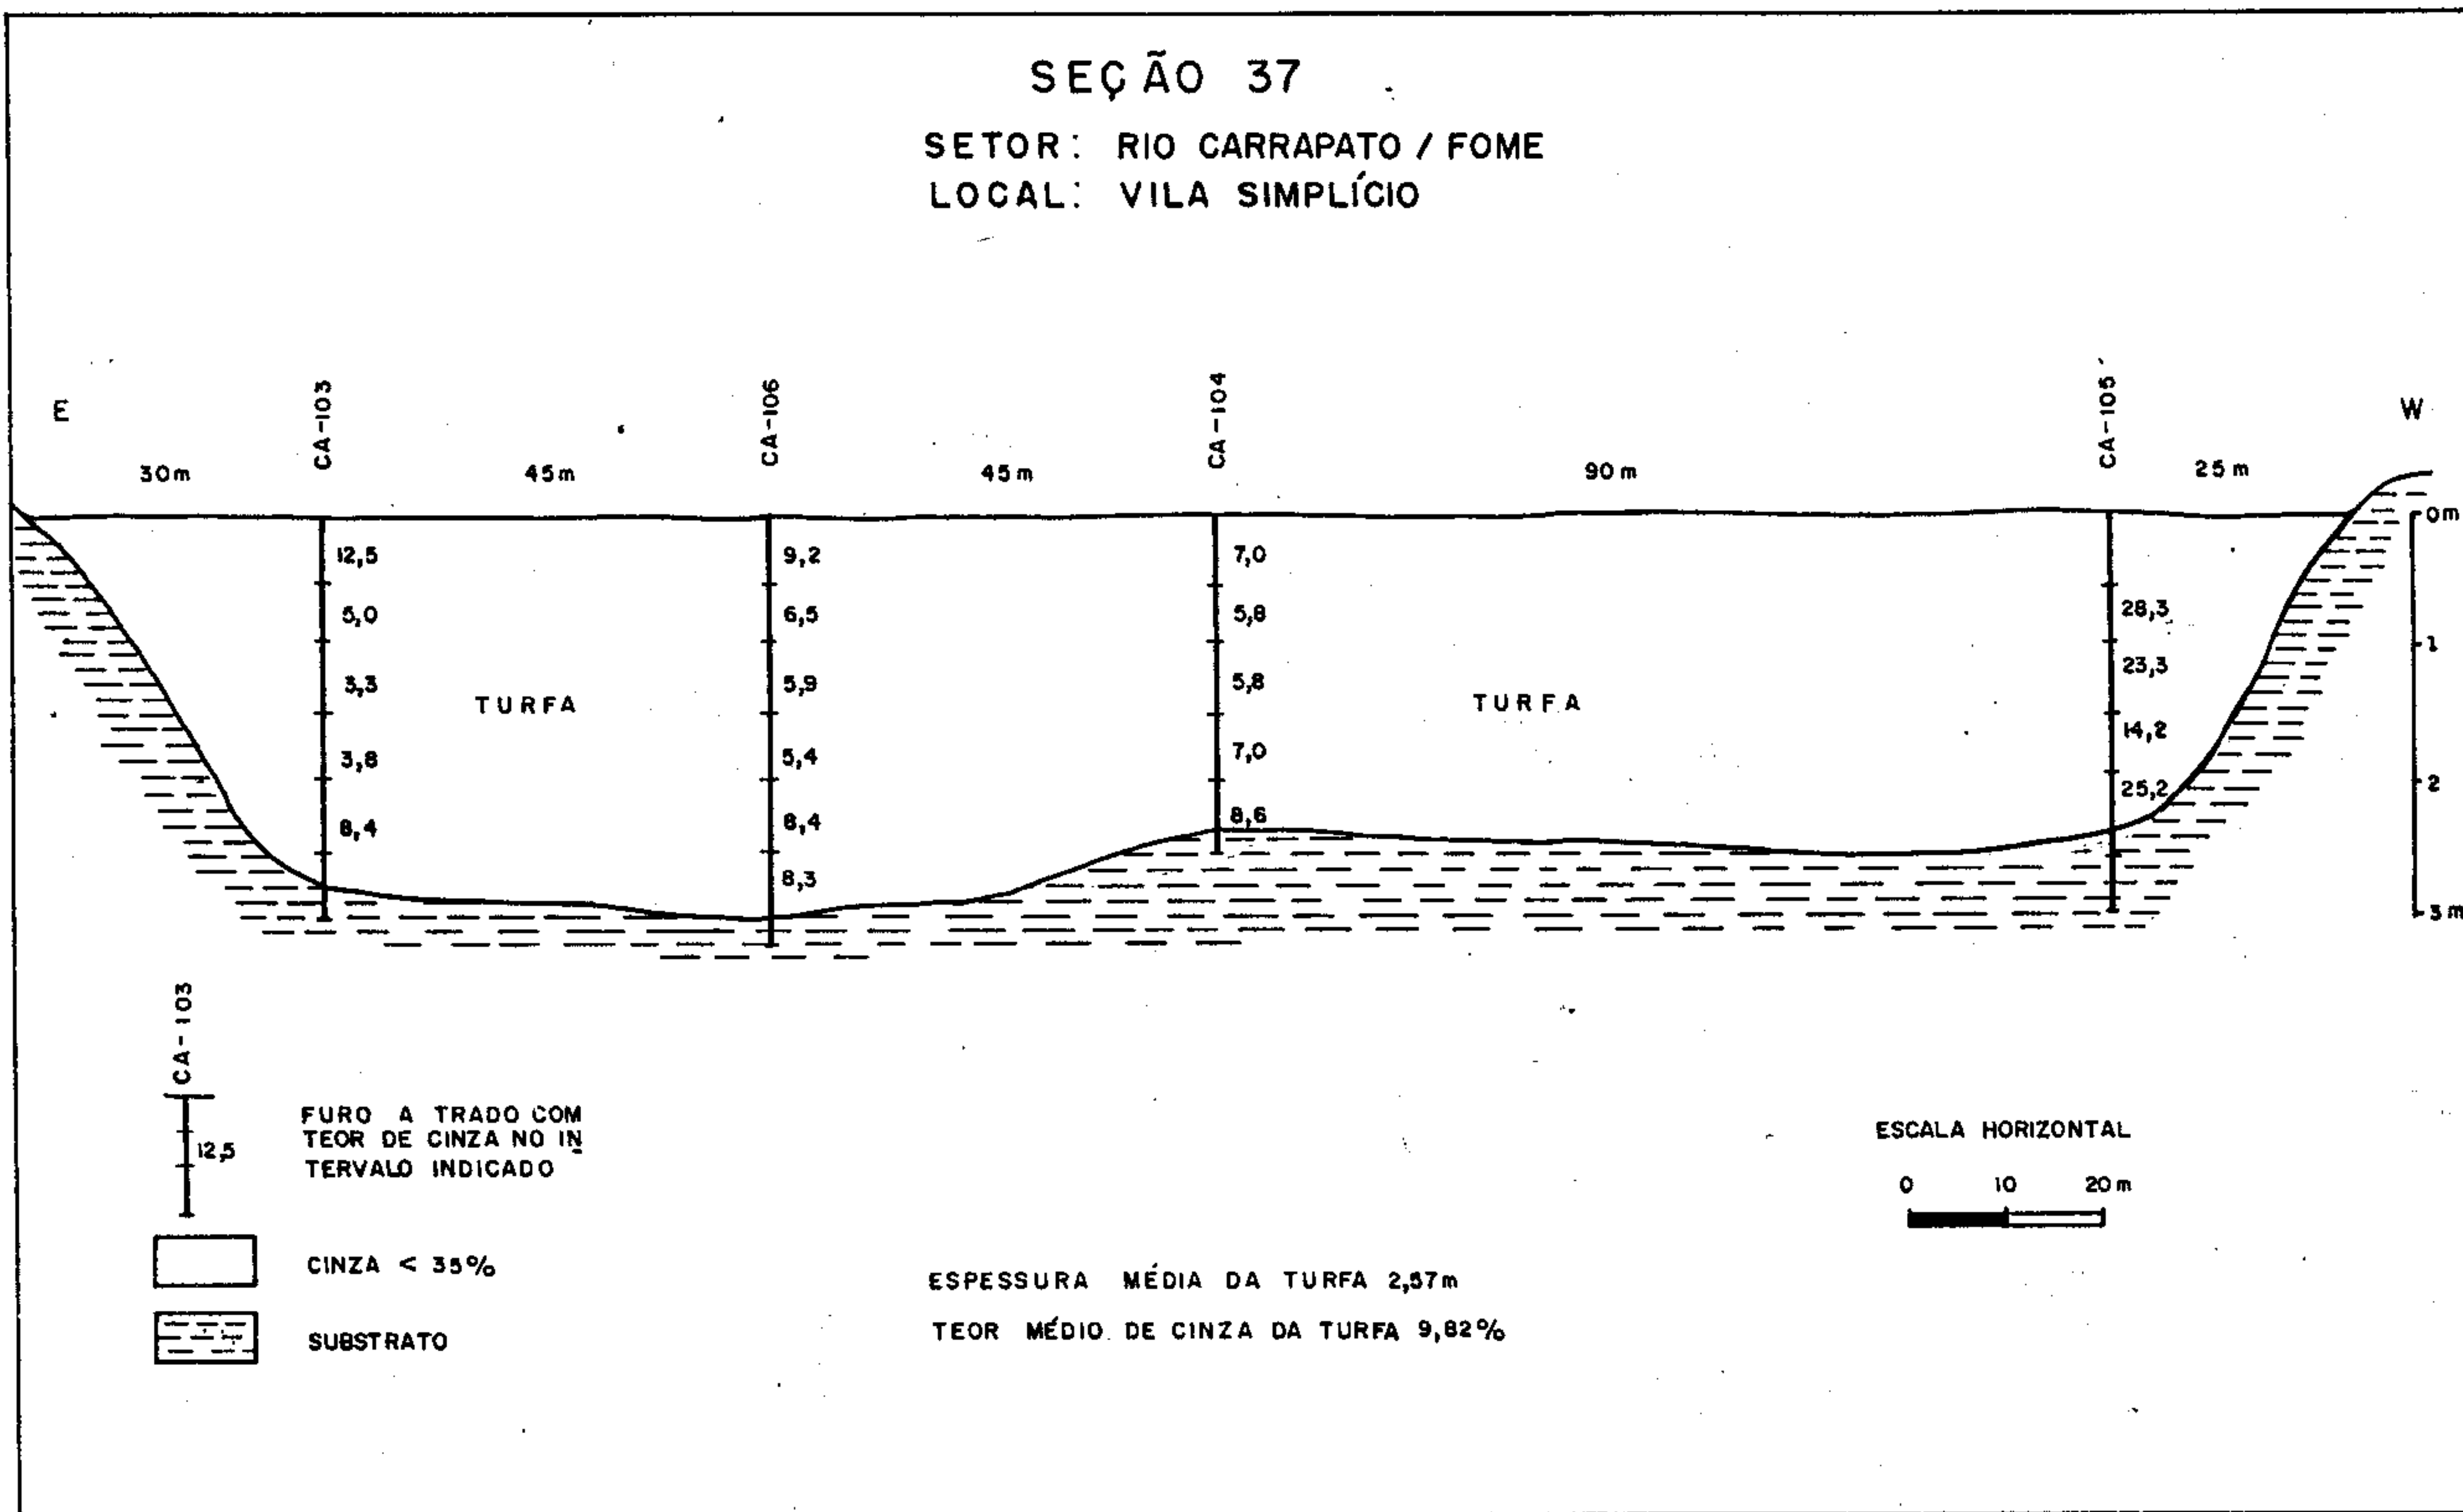 SEÇÃO 37
SETOR: RIO CARRAPATO / FOME
LOCAL: VILA SIMPLÍCIO
E
CA-103
CA-106
CA-104
CA-105
W
30m
45m
45m
90m
25m
0m
1
2
3m
12,5
5,0
3,3
3,8
8,4
TURFA
9,2
6,5
5,9
5,4
8,4
8,3
7,0
5,8
5,8
7,0
8,6
TURFA
28,3
23,3
14,2
25,2
CA-103
12,5
FURO A TRADO COM
TEOR DE CINZA NO IN
TERVALO INDICADO
CINZA < 35%
SUBSTRATO
ESPESSURA MÉDIA DA TURFA 2,57m
TEOR MÉDIO DE CINZA DA TURFA 9,82%
ESCALA HORIZONTAL
0 10 20m